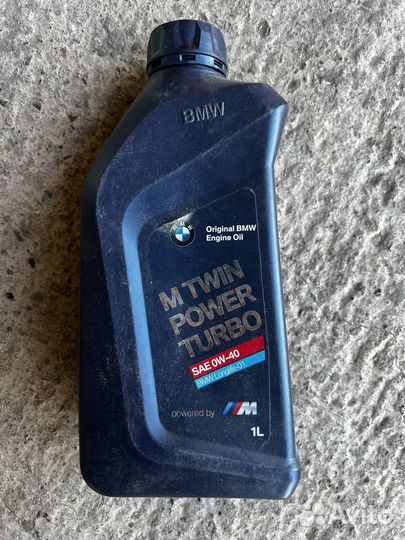 BMW
Original BMW
Engine Oil
M TWIN
POWER
TURBO
SAE 0W-40
BMW Longlife-01
powered by M
1L
Avito